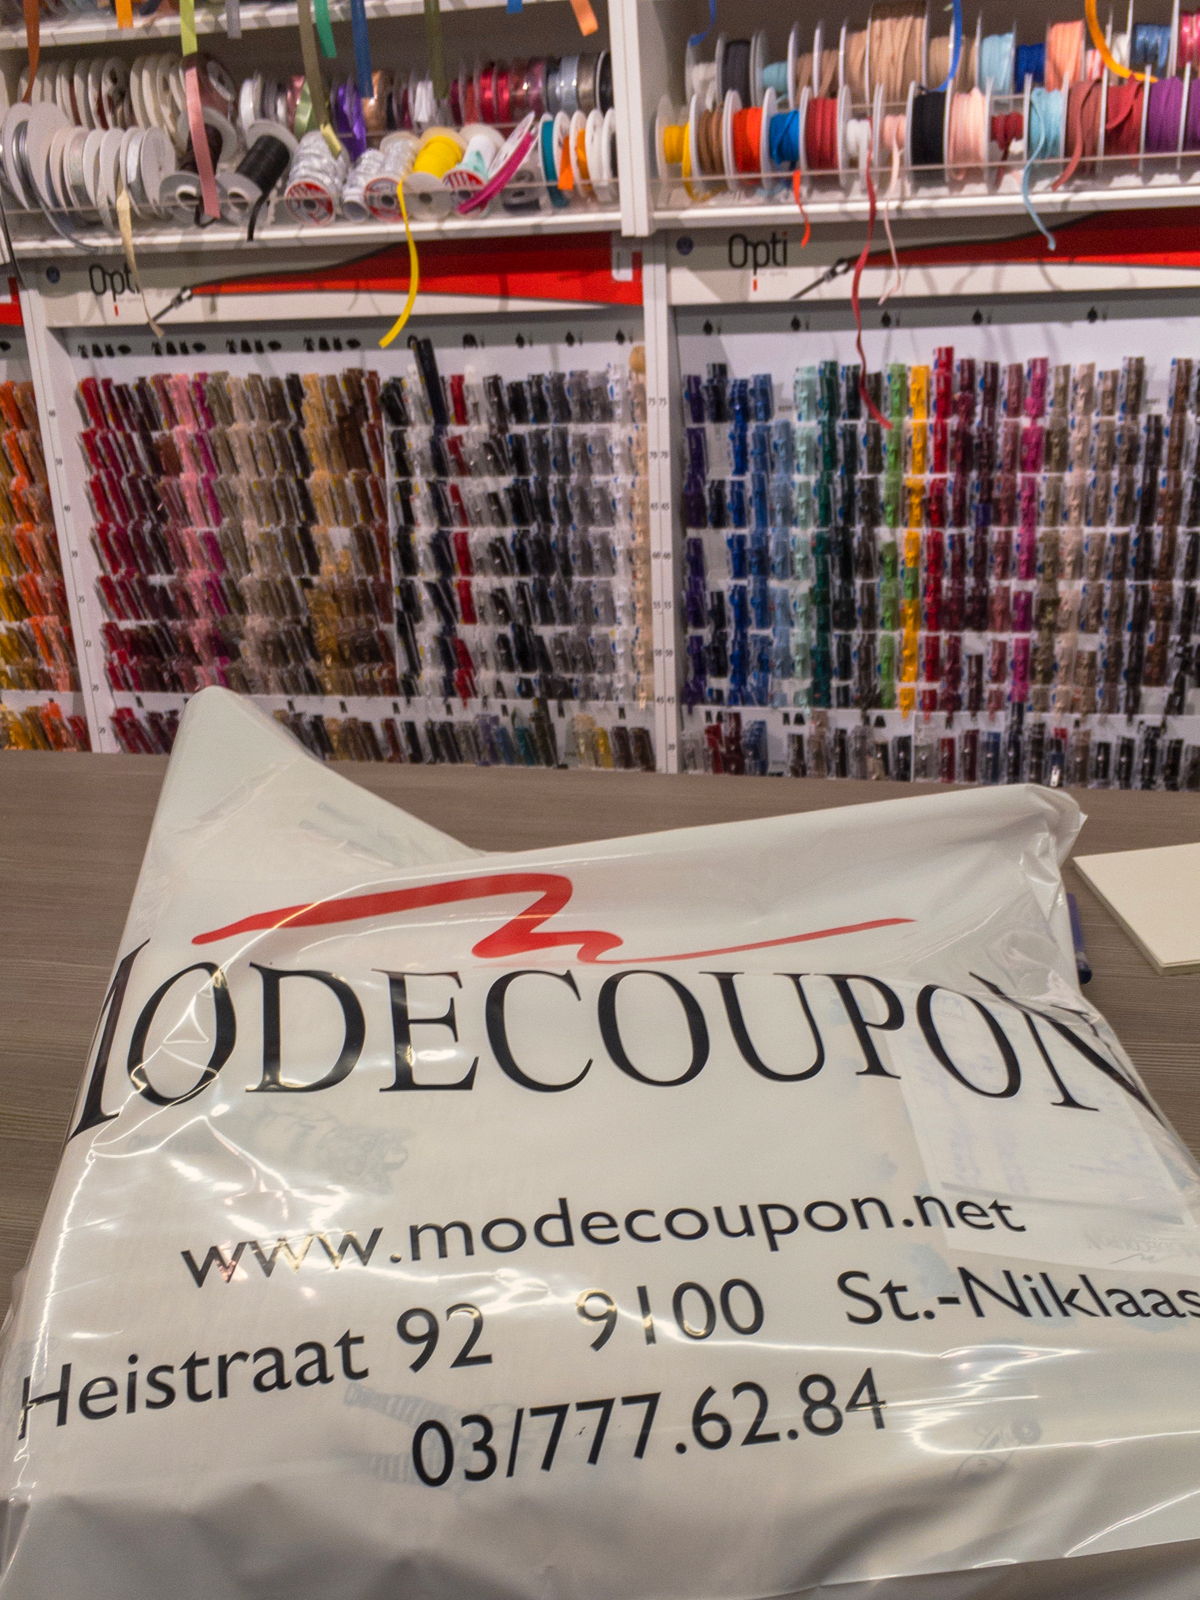 Opti
Opti
MODECOUPON
www.modecoupon.net
Heistraat 92 9100 St.-Niklaas
03/777.62.84